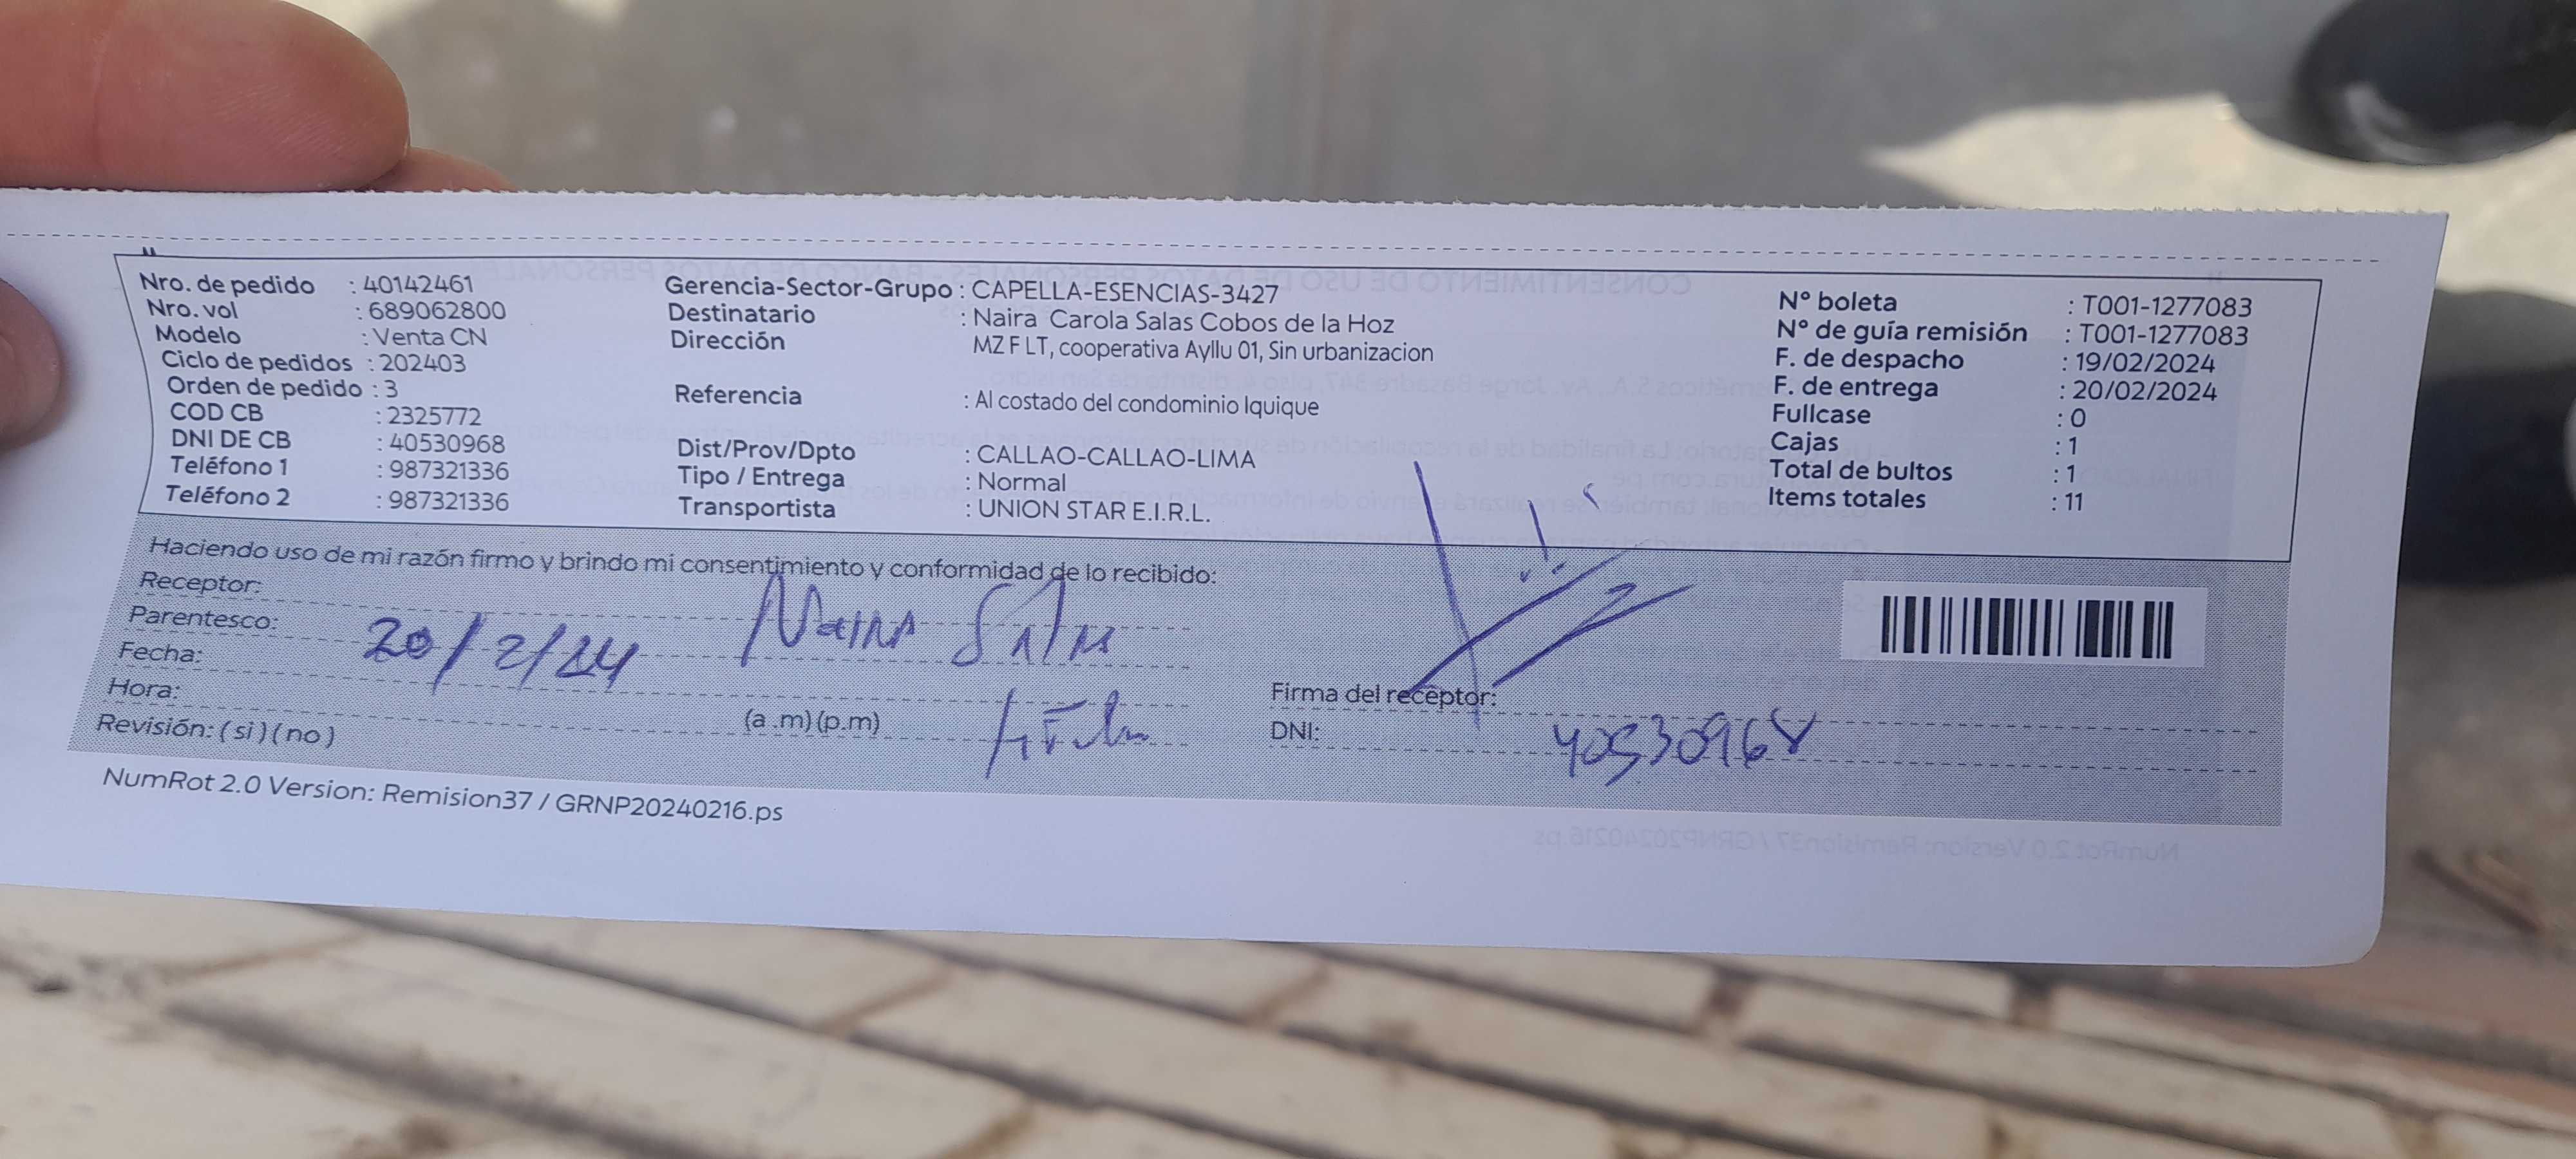 Nro. de pedido : 40142461
Nro. vol : 689062800
Modelo : Venta CN
Ciclo de pedidos : 202403
Orden de pedido : 3
COD CB : 2325772
DNI DE CB : 40530968
Teléfono 1 : 987321336
Teléfono 2 : 987321336
Gerencia-Sector-Grupo : CAPELLA-ESENCIAS-3427
Destinatario : Naira Carola Salas Cobos de la Hoz
Dirección MZ F LT, cooperativa Ayllu 01, Sin urbanizacion
Referencia : Al costado del condominio Iquique
Dist/Prov/Dpto : CALLAO-CALLAO-LIMA
Tipo / Entrega : Normal
Transportista : UNION STAR E.I.R.L.
N° boleta : T001-1277083
N° de guía remisión : T001-1277083
F. de despacho : 19/02/2024
F. de entrega : 20/02/2024
Fullcase : 0
Cajas : 1
Total de bultos : 1
Items totales : 11
Haciendo uso de mi razón firmo y brindo mi consentimiento y conformidad de lo recibido:
Receptor: Naira Salas
Parentesco:
Fecha: 20/2/24
Hora: (a .m) (p.m)
Revisión: ( si ) ( no )
Firma del receptor:
DNI: 40530968
NumRot 2.0 Version: Remision37 / GRNP20240216.ps